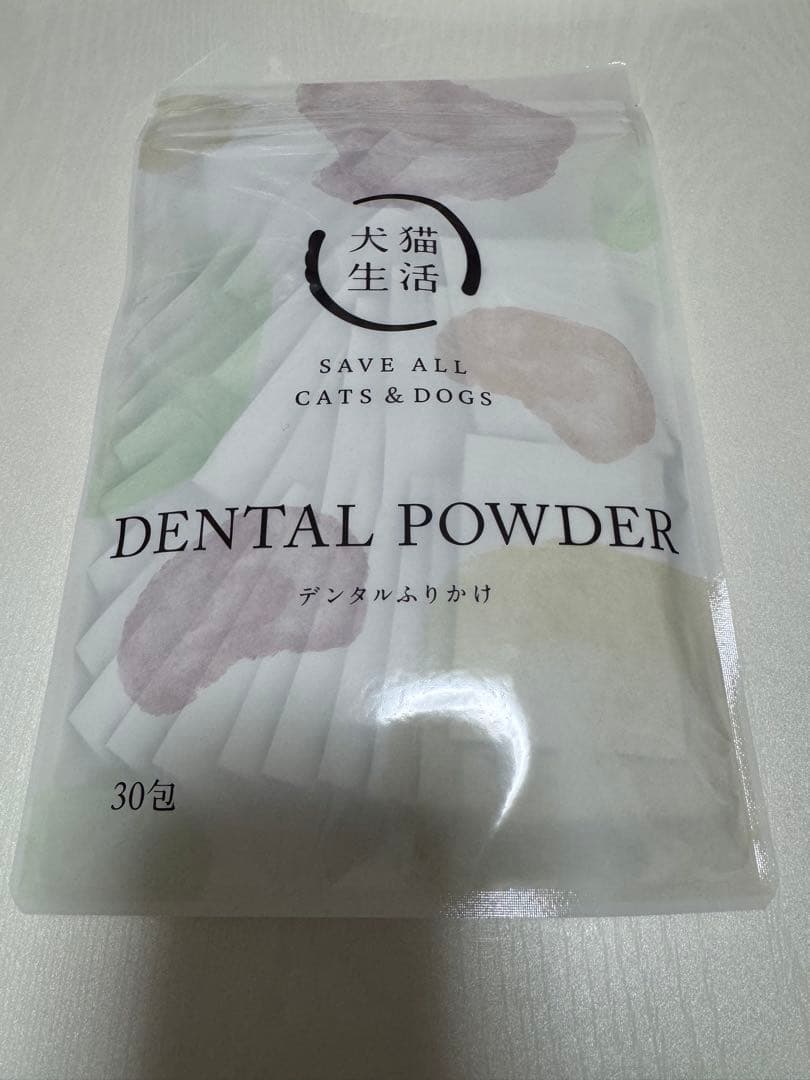 犬猫
生活
SAVE ALL
CATS & DOGS
DENTAL POWDER
デンタルふりかけ
30包